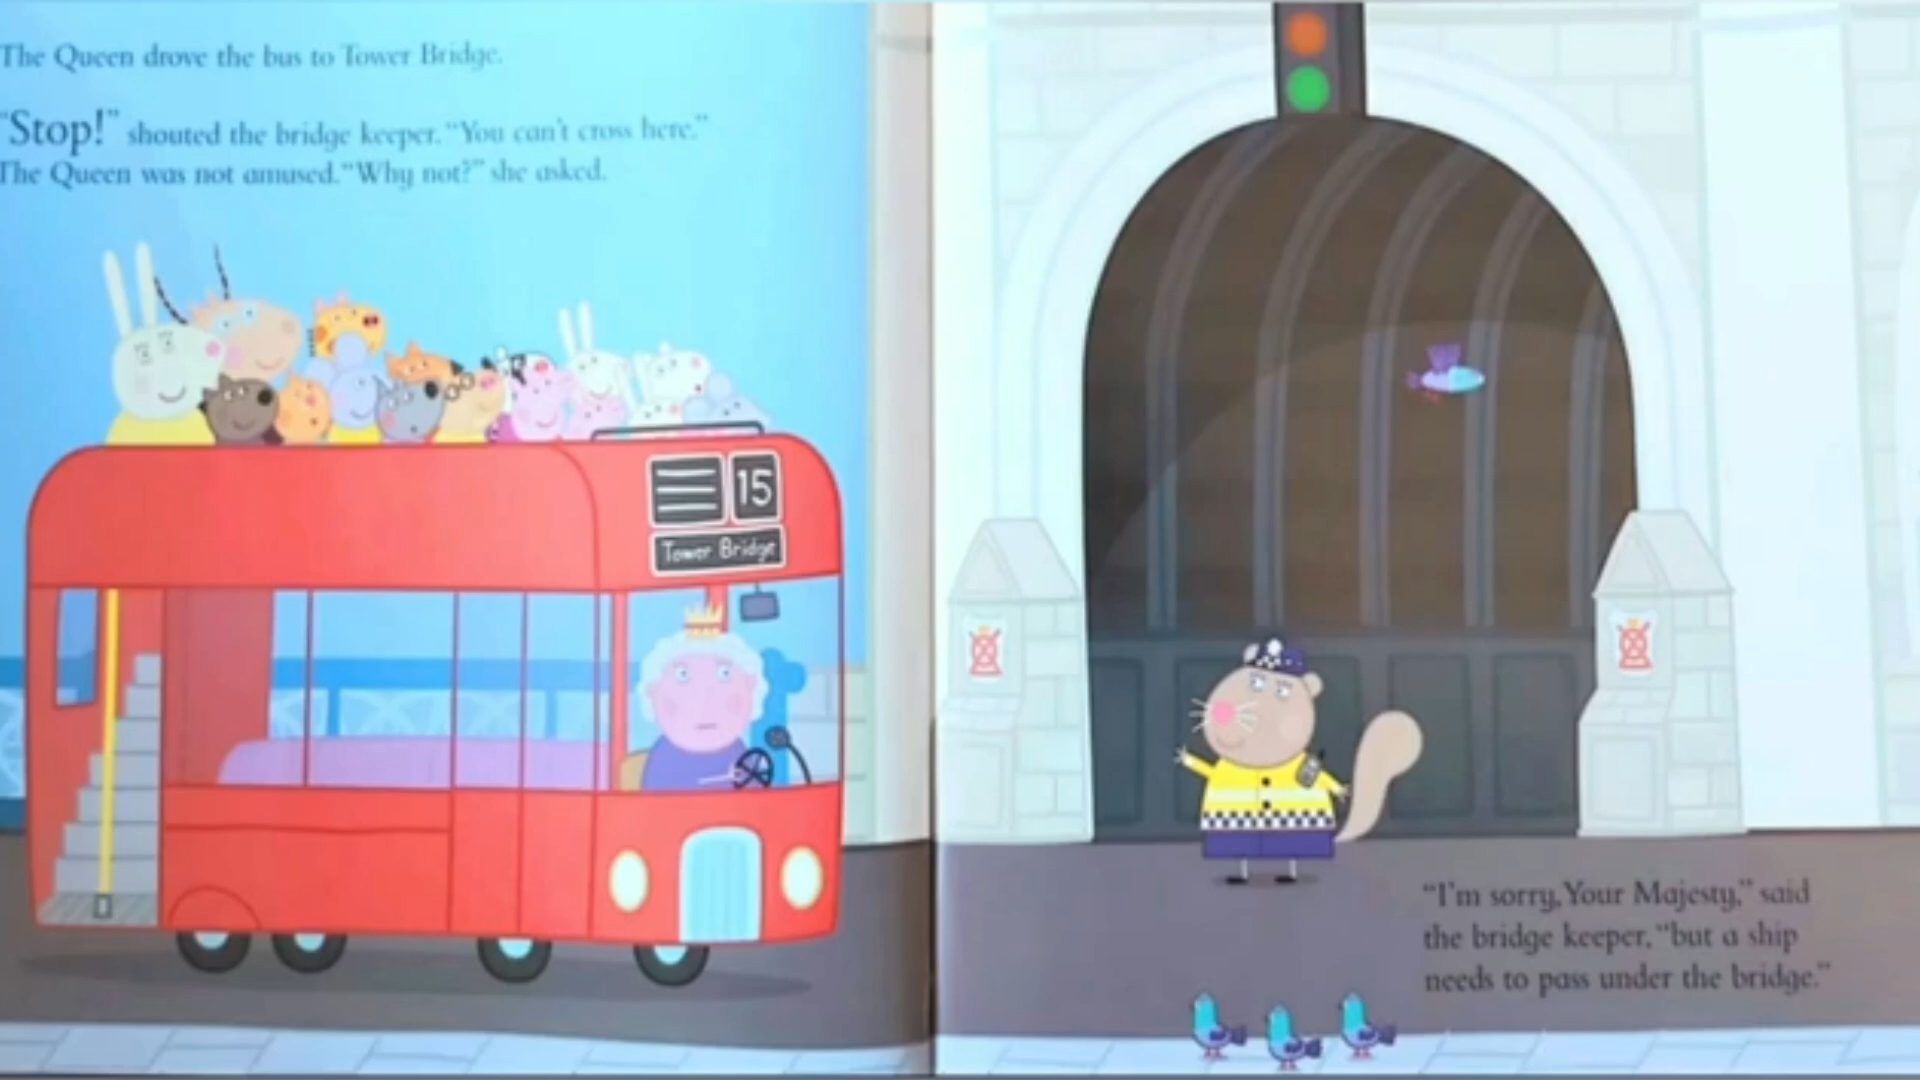 The Queen drove the bus to Tower Bridge.
"Stop!" shouted the bridge keeper. "You can't cross here."
The Queen was not amused. "Why not?" she asked.
15
Tower Bridge
"I'm sorry, Your Majesty," said
the bridge keeper, "but a ship
needs to pass under the bridge."